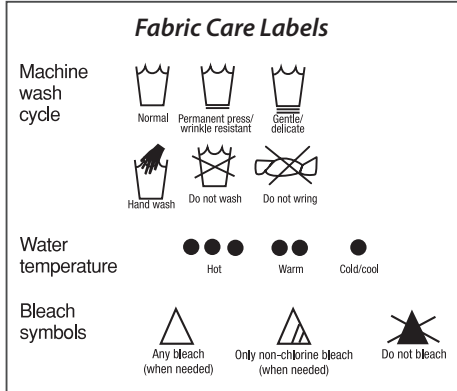 Fabric Care Labels
Machine
wash
cycle
Normal
Permanent press/
wrinkle resistant
Gentle/
delicate
Hand wash
Do not wash
Do not wring
Water
temperature
Hot
Warm
Cold/cool
Bleach
symbols
Any bleach
(when needed)
Only non-chlorine bleach
(when needed)
Do not bleach